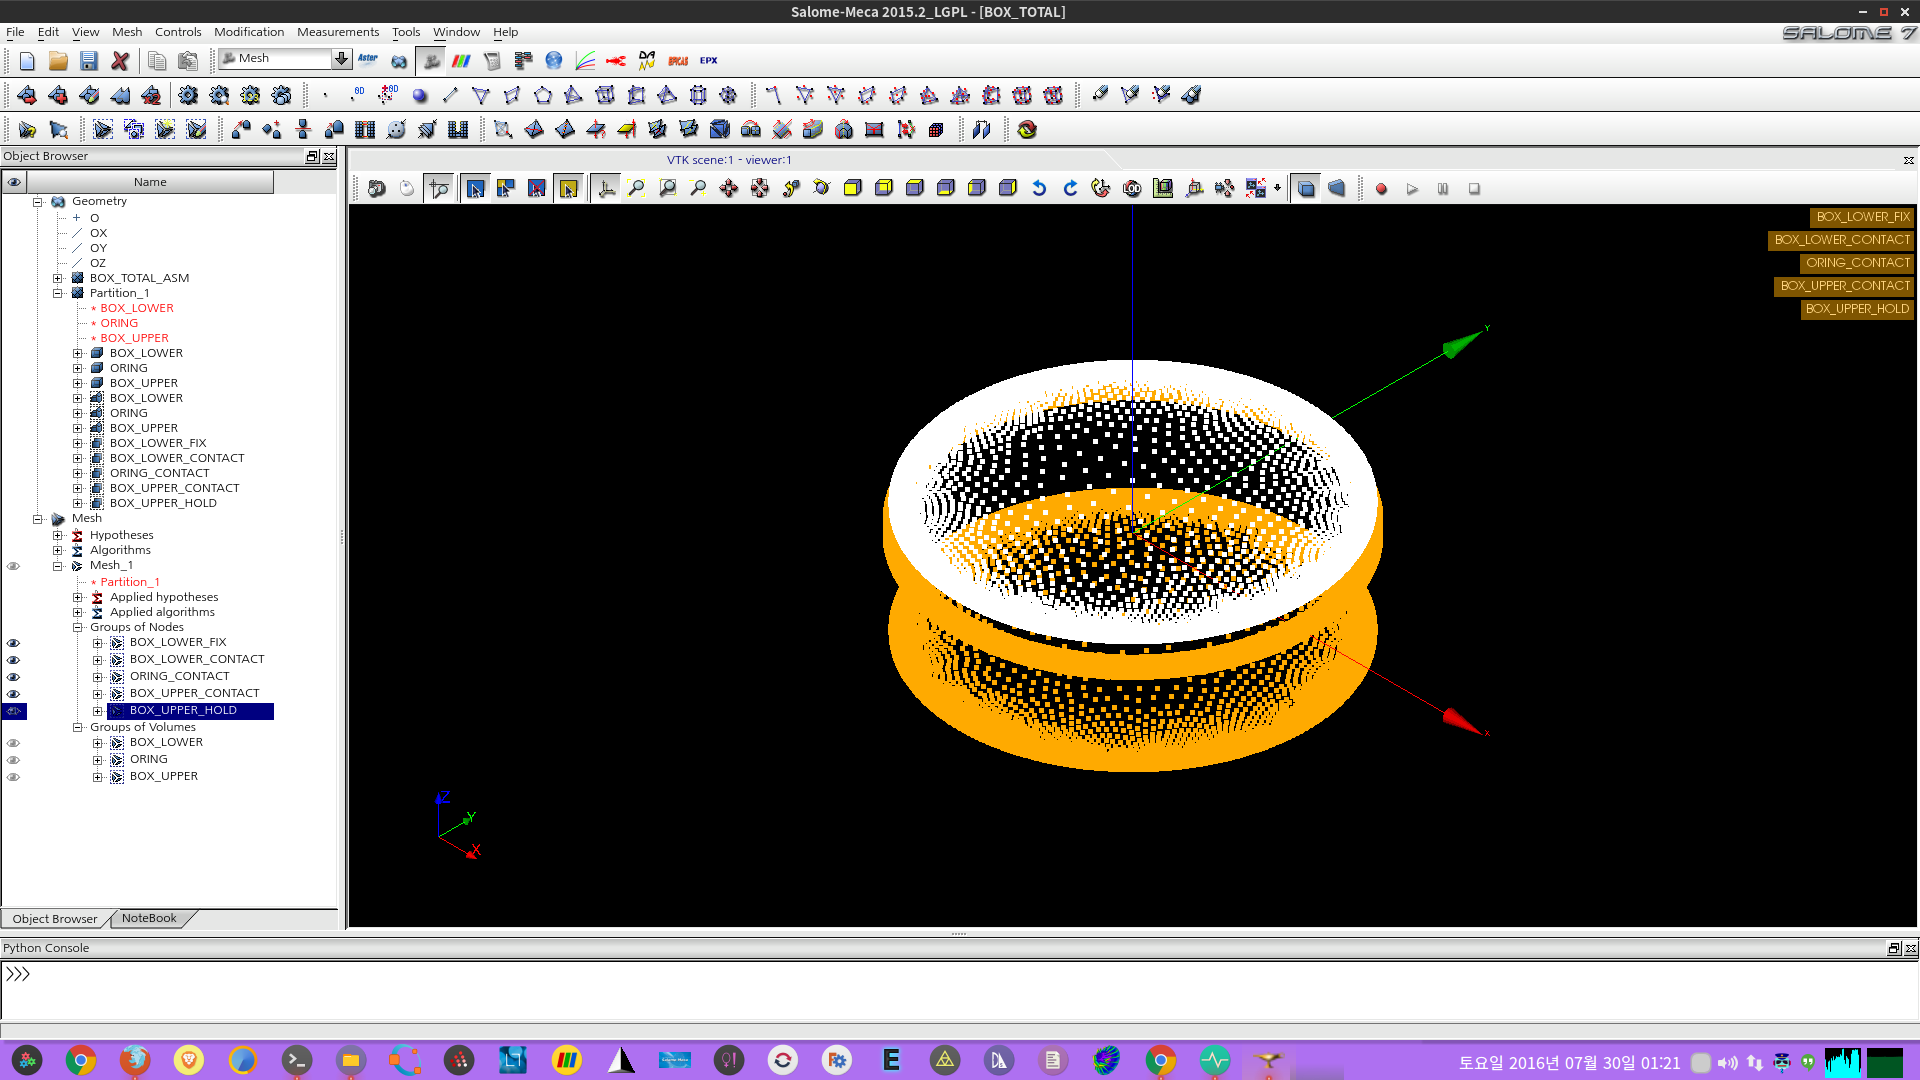 Salome-Meca 2015.2_LGPL - [BOX_TOTAL]
File Edit View Mesh Controls Modification Measurements Tools Window Help
SALOME 7
Mesh
Aster
EFICAS
EPX
0D
0D
Object Browser
Name
Geometry
O
OX
OY
OZ
BOX_TOTAL_ASM
Partition_1
* BOX_LOWER
* ORING
* BOX_UPPER
BOX_LOWER
ORING
BOX_UPPER
BOX_LOWER
ORING
BOX_UPPER
BOX_LOWER_FIX
BOX_LOWER_CONTACT
ORING_CONTACT
BOX_UPPER_CONTACT
BOX_UPPER_HOLD
Mesh
Hypotheses
Algorithms
Mesh_1
* Partition_1
Applied hypotheses
Applied algorithms
Groups of Nodes
BOX_LOWER_FIX
BOX_LOWER_CONTACT
ORING_CONTACT
BOX_UPPER_CONTACT
BOX_UPPER_HOLD
Groups of Volumes
BOX_LOWER
ORING
BOX_UPPER
Object Browser
NoteBook
VTK scene:1 - viewer:1
BOX_LOWER_FIX
BOX_LOWER_CONTACT
ORING_CONTACT
BOX_UPPER_CONTACT
BOX_UPPER_HOLD
Y
X
Z
Y
X
Python Console
>>>
토요일 2016년 07월 30일 01:21